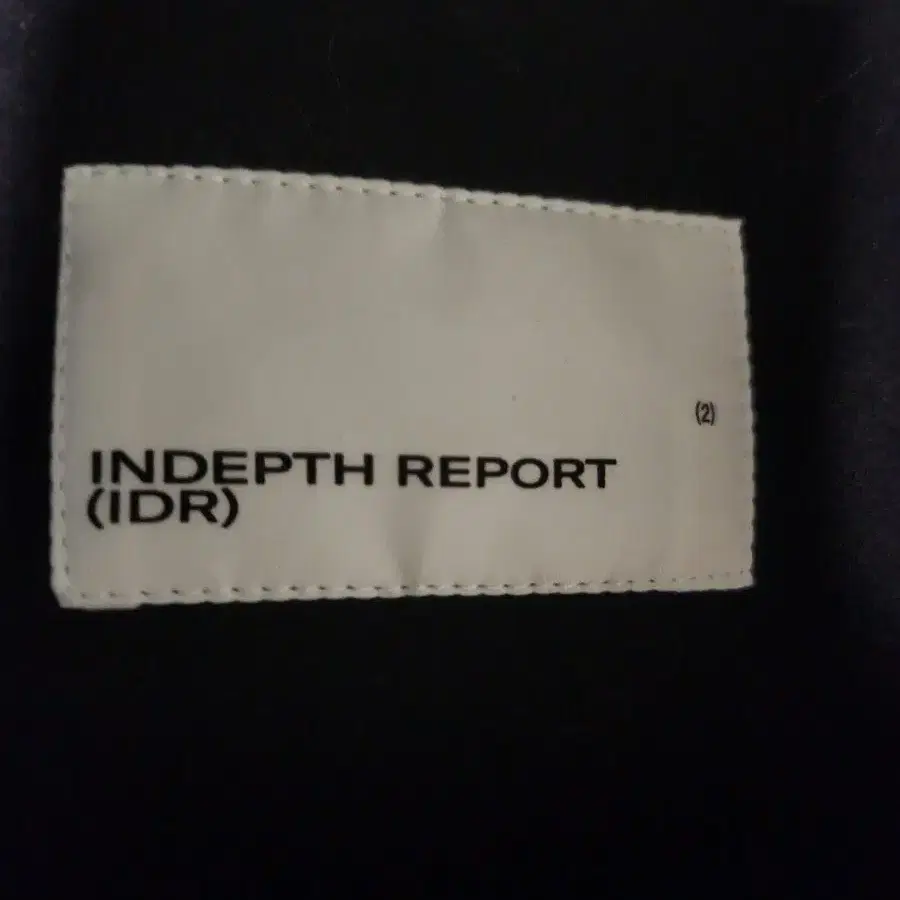 (2)
INDEPTH REPORT
(IDR)